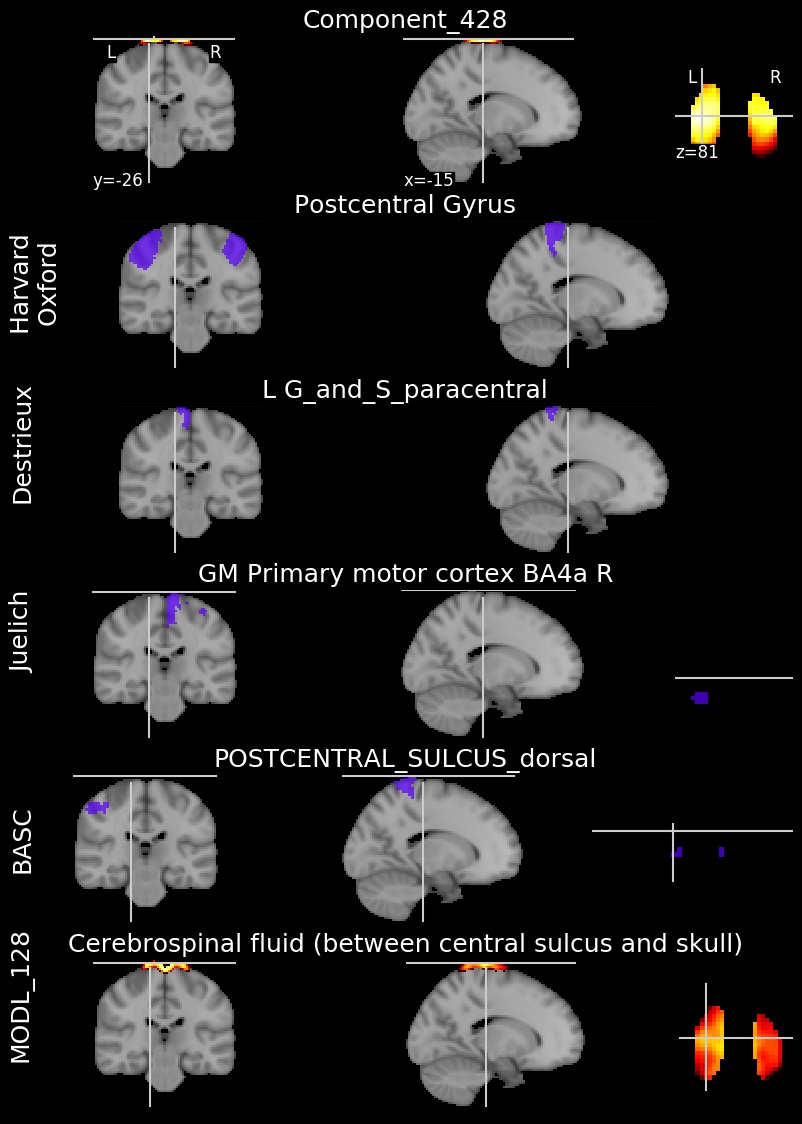 Component_428
L R
L R
z=81
y=-26
x=-15
Postcentral Gyrus
Harvard
Oxford
L G_and_S_paracentral
Destrieux
GM Primary motor cortex BA4a R
Juelich
POSTCENTRAL_SULCUS_dorsal
BASC
Cerebrospinal fluid (between central sulcus and skull)
MODL_128